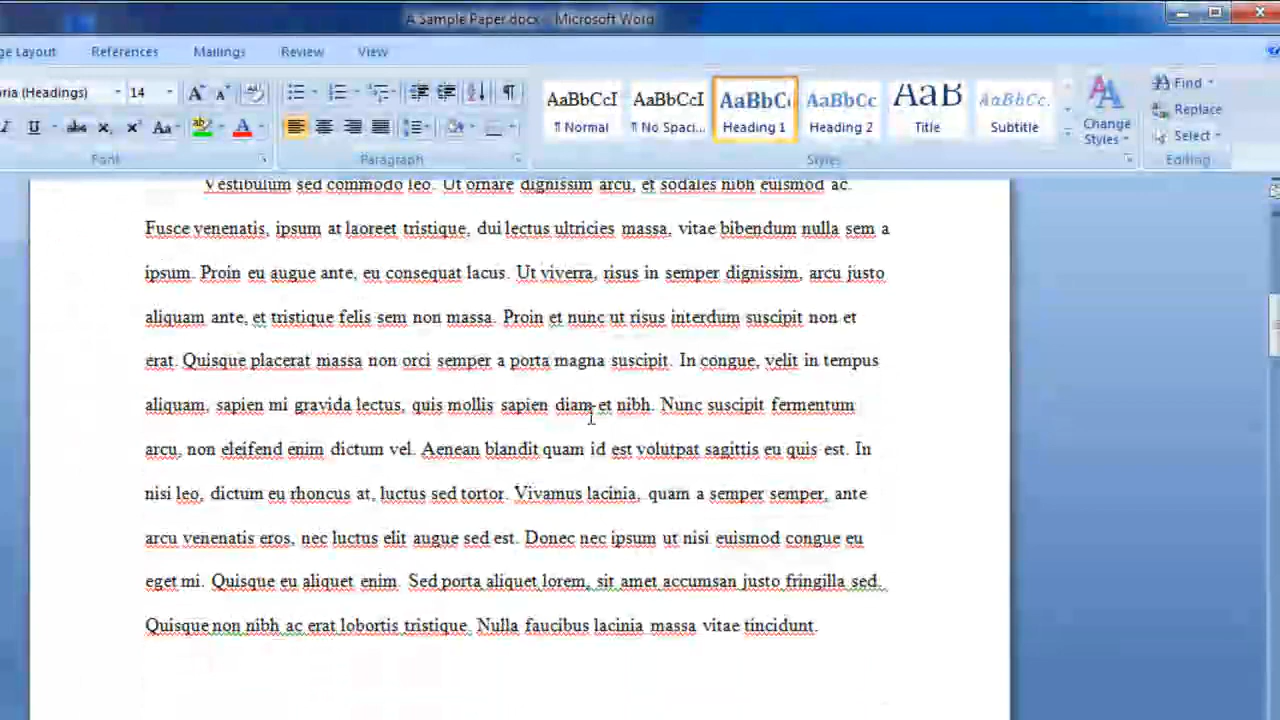 A Sample Paper.docx - Microsoft Word
ge Layout References Mailings Review View
ria (Headings) 14
Aa
AaBbCcI AaBbCcI AaBbC AaBbCc AaB AaBbCc.
¶ Normal ¶ No Spaci... Heading 1 Heading 2 Title Subtitle
Change Styles
Find
Replace
Select
Font Paragraph Styles Editing
Vestibulum sed commodo leo. Ut ornare dignissim arcu, et sodales nibh euismod ac.
Fusce venenatis, ipsum at laoreet tristique, dui lectus ultricies massa, vitae bibendum nulla sem a
ipsum. Proin eu augue ante, eu consequat lacus. Ut viverra, risus in semper dignissim, arcu justo
aliquam ante, et tristique felis sem non massa. Proin et nunc ut risus interdum suscipit non et
erat. Quisque placerat massa non orci semper a porta magna suscipit. In congue, velit in tempus
aliquam, sapien mi gravida lectus, quis mollis sapien diam et nibh. Nunc suscipit fermentum
arcu, non eleifend enim dictum vel. Aenean blandit quam id est volutpat sagittis eu quis est. In
nisi leo, dictum eu rhoncus at, luctus sed tortor. Vivamus lacinia, quam a semper semper, ante
arcu venenatis eros, nec luctus elit augue sed est. Donec nec ipsum ut nisi euismod congue eu
eget mi. Quisque eu aliquet enim. Sed porta aliquet lorem, sit amet accumsan justo fringilla sed.
Quisque non nibh ac erat lobortis tristique. Nulla faucibus lacinia massa vitae tincidunt.